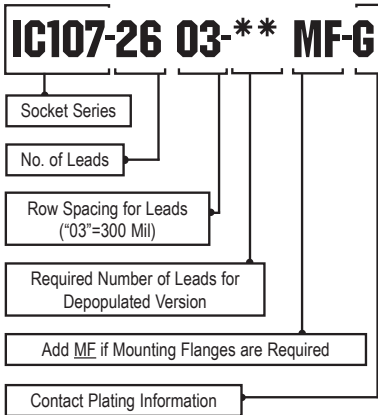 IC107-26 03-** MF-G
Socket Series
No. of Leads
Row Spacing for Leads
("03"=300 Mil)
Required Number of Leads for
Depopulated Version
Add MF if Mounting Flanges are Required
Contact Plating Information